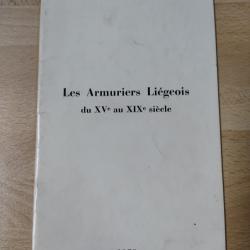 Les Armuriers Liégeois
du XVe au XIXe siècle